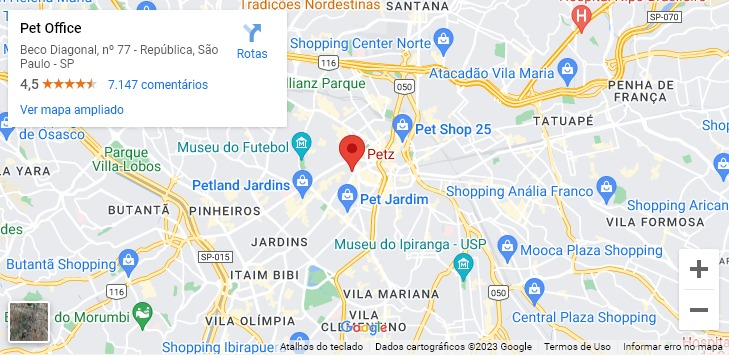 Pet Office
Beco Diagonal, nº 77 - República, São
Paulo - SP
4,5
7.147 comentários
Ver mapa ampliado
Rotas
Tradições Nordestinas
SANTANA
SP-070
Shopping Center Norte
116
050
Atacadão Vila Maria
PENHA DE
FRANÇA
Allianz Parque
de Osasco
Parque
Villa-Lobos
Museu do Futebol
Petz
Pet Shop 25
TATUAPÉ
YARA
Petland Jardins
Pet Jardim
Shopping Anália Franco
Shopping Arican
BUTANTÃ
PINHEIROS
VILA FORMOSA
JARDINS
Museu do Ipiranga - USP
Mooca Plaza Shopping
SP-015
Butantã Shopping
ITAIM BIBI
116
050
VILA MARIANA
do Morumbi
VILA OLÍMPIA
VILA
Google
Central Plaza Shopping
Shopping Ibirapue
Atalhos do teclado
Dados cartográficos ©2023 Google
Termos de Uso
Informar erro no mapa